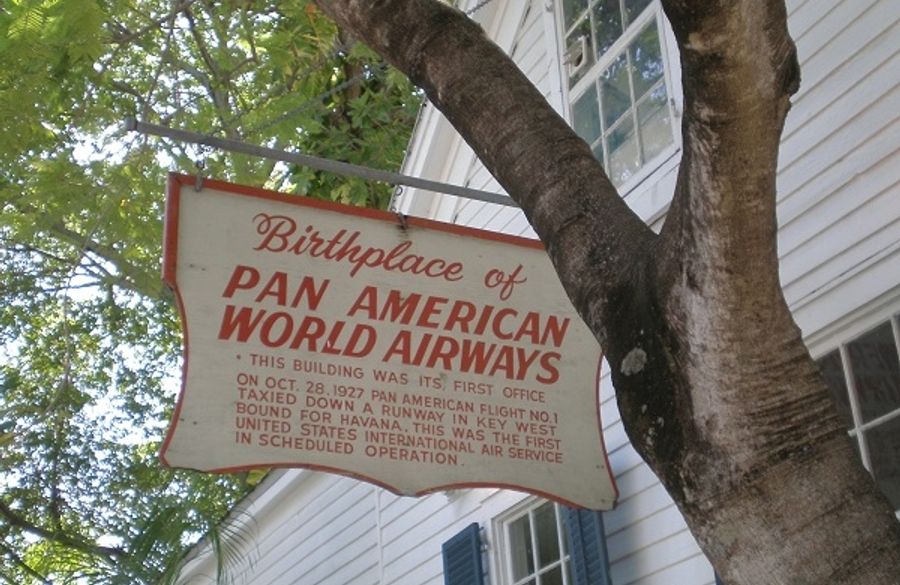 Birthplace of
PAN AMERICAN
WORLD AIRWAYS
• THIS BUILDING WAS ITS FIRST OFFICE
ON OCT. 28, 1927 PAN AMERICAN FLIGHT NO. 1
TAXIED DOWN A RUNWAY IN KEY WEST
BOUND FOR HAVANA. THIS WAS THE FIRST
UNITED STATES INTERNATIONAL AIR SERVICE
IN SCHEDULED OPERATION.